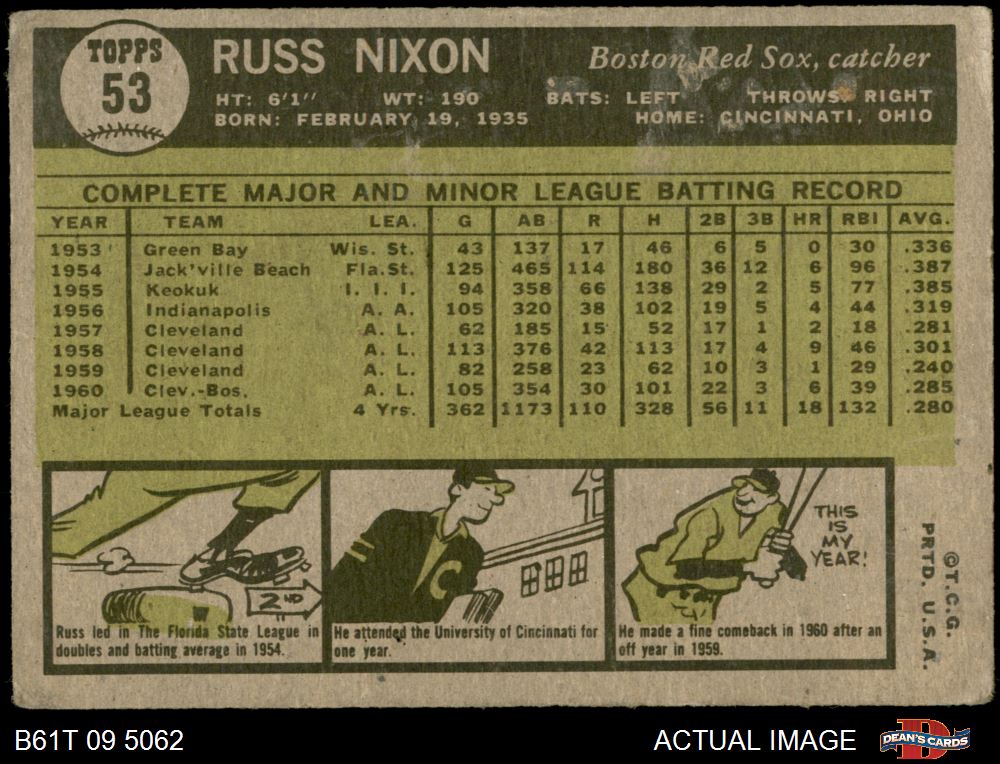 TOPPS
53
RUSS NIXON
Boston Red Sox, catcher
HT: 6'1" WT: 190 BATS: LEFT THROWS: RIGHT
BORN: FEBRUARY 19, 1935 HOME: CINCINNATI, OHIO
COMPLETE MAJOR AND MINOR LEAGUE BATTING RECORD
YEAR TEAM LEA. G AB R H 2B 3B HR RBI AVG.
1953 Green Bay Wis. St. 43 137 17 46 6 5 0 30 .336
1954 Jack'ville Beach Fla.St. 125 465 114 180 36 12 6 96 .387
1955 Keokuk I. I. I. 94 358 66 138 29 2 5 77 .385
1956 Indianapolis A. A. 105 320 38 102 19 5 4 44 .319
1957 Cleveland A. L. 62 185 15 52 17 1 2 18 .281
1958 Cleveland A. L. 113 376 42 113 17 4 9 46 .301
1959 Cleveland A. L. 82 258 23 62 10 3 1 29 .240
1960 Clev.-Bos. A. L. 105 354 30 101 22 3 6 39 .285
Major League Totals 4 Yrs. 362 1173 110 328 56 11 18 132 .280
2ND
Russ led in The Florida State League in
doubles and batting average in 1954.
C
He attended the University of Cincinnati for
one year.
THIS
IS
MY
YEAR!
He made a fine comeback in 1960 after an
off year in 1959.
©T.C.G.
PRTD. U.S.A.
B61T 09 5062
ACTUAL IMAGE
D
DEAN'S CARDS